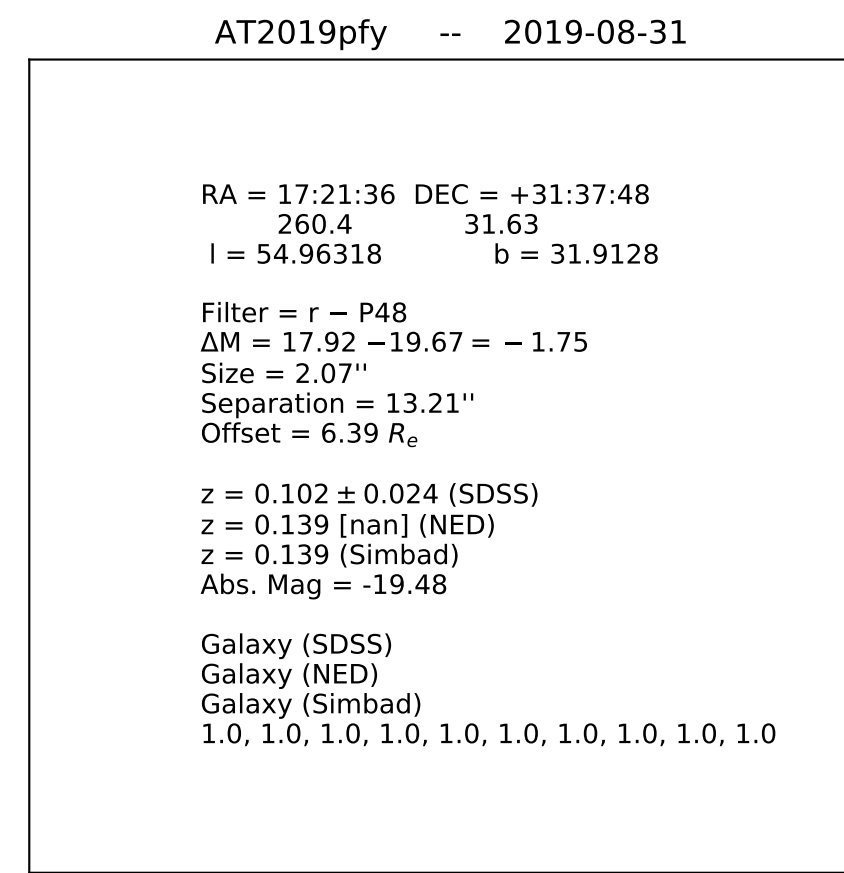 AT2019pfy -- 2019-08-31
RA = 17:21:36 DEC = +31:37:48
260.4 31.63
l = 54.96318 b = 31.9128
Filter = r − P48
ΔM = 17.92 −19.67 = − 1.75
Size = 2.07''
Separation = 13.21''
Offset = 6.39 Rₑ
z = 0.102 ± 0.024 (SDSS)
z = 0.139 [nan] (NED)
z = 0.139 (Simbad)
Abs. Mag = -19.48
Galaxy (SDSS)
Galaxy (NED)
Galaxy (Simbad)
1.0, 1.0, 1.0, 1.0, 1.0, 1.0, 1.0, 1.0, 1.0, 1.0